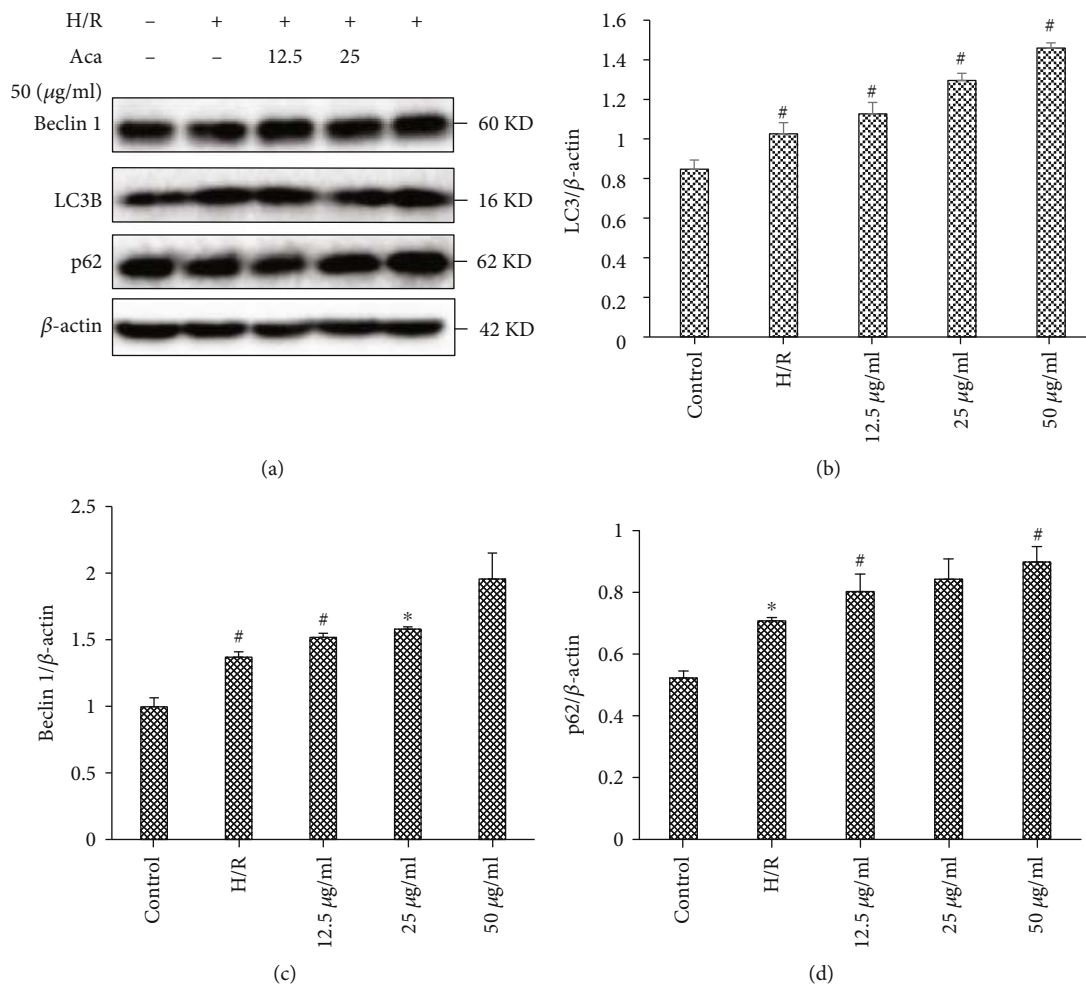 H/R – + + + +
Aca – – 12.5 25
50 (μg/ml)
Beclin 1 60 KD
LC3B 16 KD
p62 62 KD
β-actin 42 KD
(a)
1.6
1.4
1.2
1
0.8
0.6
0.4
0.2
0
LC3/β-actin
# # # #
Control H/R 12.5 μg/ml 25 μg/ml 50 μg/ml
(b)
2.5
2
1.5
1
0.5
0
Beclin 1/β-actin
# # *
Control H/R 12.5 μg/ml 25 μg/ml 50 μg/ml
(c)
1
0.8
0.6
0.4
0.2
0
p62/β-actin
* # #
Control H/R 12.5 μg/ml 25 μg/ml 50 μg/ml
(d)